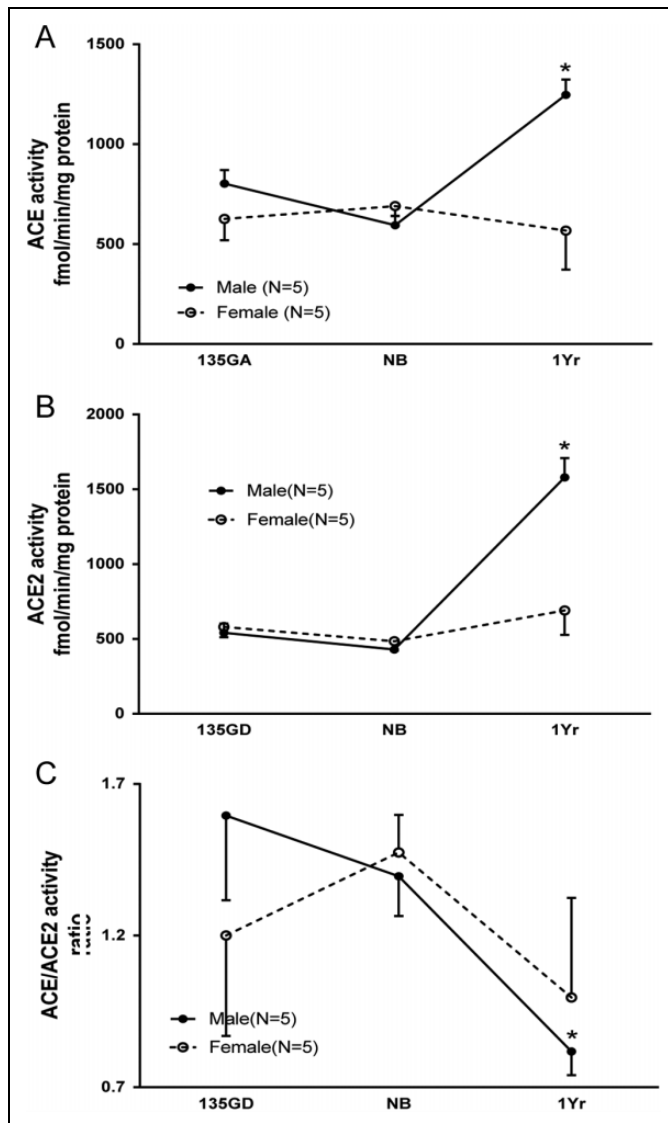 A
1500
*
1000
500
0
ACE activity
fmol/min/mg protein
Male (N=5)
Female (N=5)
135GA NB 1Yr
B
2000
*
1500
1000
500
0
ACE2 activity
fmol/min/mg protein
Male(N=5)
Female(N=5)
135GD NB 1Yr
C
1.7
1.2
0.7
ACE/ACE2 activity
ratio
*
Male(N=5)
Female(N=5)
135GD NB 1Yr